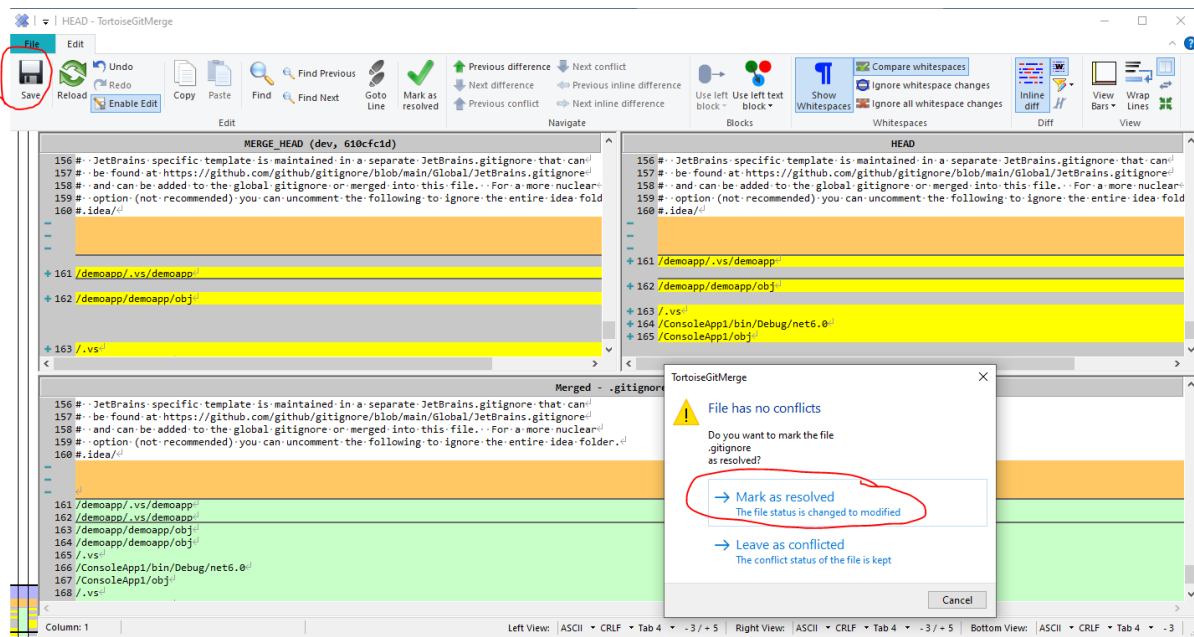 HEAD - TortoiseGitMerge
File
Edit
Save
Reload
Undo
Redo
Enable Edit
Copy
Paste
Find
Find Previous
Find Next
Goto Line
Mark as resolved
Edit
Previous difference
Next difference
Previous conflict
Next conflict
Previous inline difference
Next inline difference
Navigate
Use left block
Use left text block
Blocks
Show Whitespaces
Compare whitespaces
Ignore whitespace changes
Ignore all whitespace changes
Whitespaces
Inline diff
Diff
View Bars
Wrap Lines
View
MERGE_HEAD (dev, 610cfc1d)
156 #··JetBrains·specific·template·is·maintained·in·a·separate·JetBrains.gitignore·that·can
157 #··be·found·at·https://github.com/github/gitignore/blob/main/Global/JetBrains.gitignore
158 #··and·can·be·added·to·the·global·gitignore·or·merged·into·this·file.··For·a·more·nuclear
159 #··option·(not·recommended)·you·can·uncomment·the·following·to·ignore·the·entire·idea·fold
160 #.idea/
161 /demoapp/.vs/demoapp
162 /demoapp/demoapp/obj
163 /.vs
HEAD
156 #··JetBrains·specific·template·is·maintained·in·a·separate·JetBrains.gitignore·that·can
157 #··be·found·at·https://github.com/github/gitignore/blob/main/Global/JetBrains.gitignore
158 #··and·can·be·added·to·the·global·gitignore·or·merged·into·this·file.··For·a·more·nuclear
159 #··option·(not·recommended)·you·can·uncomment·the·following·to·ignore·the·entire·idea·fold
160 #.idea/
161 /demoapp/.vs/demoapp
162 /demoapp/demoapp/obj
163 /.vs
164 /ConsoleApp1/bin/Debug/net6.0
165 /ConsoleApp1/obj
Merged - .gitignore
156 #··JetBrains·specific·template·is·maintained·in·a·separate·JetBrains.gitignore·that·can
157 #··be·found·at·https://github.com/github/gitignore/blob/main/Global/JetBrains.gitignore
158 #··and·can·be·added·to·the·global·gitignore·or·merged·into·this·file.··For·a·more·nuclear
159 #··option·(not·recommended)·you·can·uncomment·the·following·to·ignore·the·entire·idea·folder.
160 #.idea/
161 /demoapp/.vs/demoapp
162 /demoapp/.vs/demoapp
163 /demoapp/demoapp/obj
164 /demoapp/demoapp/obj
165 /.vs
166 /ConsoleApp1/bin/Debug/net6.0
167 /ConsoleApp1/obj
168 /.vs
TortoiseGitMerge
File has no conflicts
Do you want to mark the file
.gitignore
as resolved?
Mark as resolved
The file status is changed to modified
Leave as conflicted
The conflict status of the file is kept
Cancel
Column: 1
Left View: ASCII CRLF Tab 4 - 3 / + 5
Right View: ASCII CRLF Tab 4 - 3 / + 5
Bottom View: ASCII CRLF Tab 4 - 3